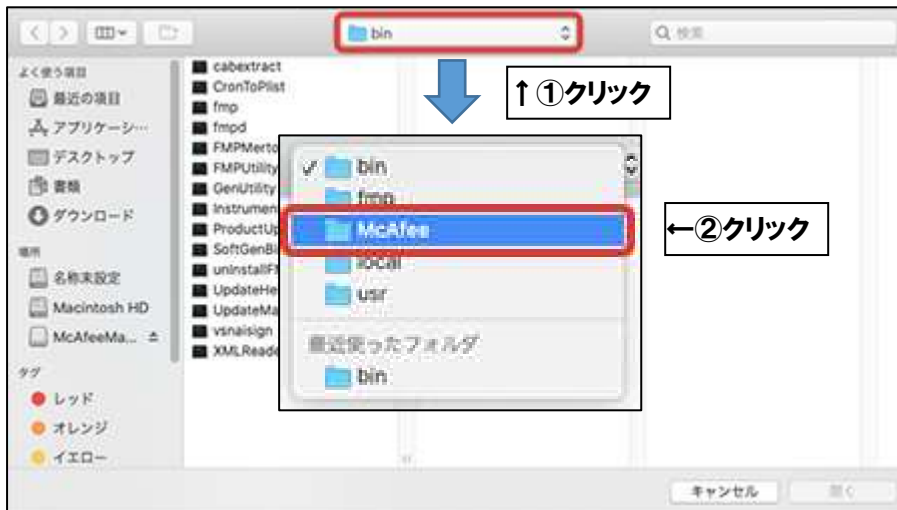 bin
検索
よく使う項目
最近の項目
アプリケーシ…
デスクトップ
書類
ダウンロード
場所
名称未設定
Macintosh HD
McAfeeMa...
タグ
レッド
オレンジ
イエロー
cabextract
CronToPlist
fmp
fmpd
FMPMerto
FMPUtility
GenUtility
Instrumen
ProductUp
SoftGenBi
unInstallF
UpdateHe
UpdateMa
vsnaisign
XMLReade
↑①クリック
✓ bin
fmp
McAfee
local
usr
最近使ったフォルダ
bin
←②クリック
キャンセル
開く